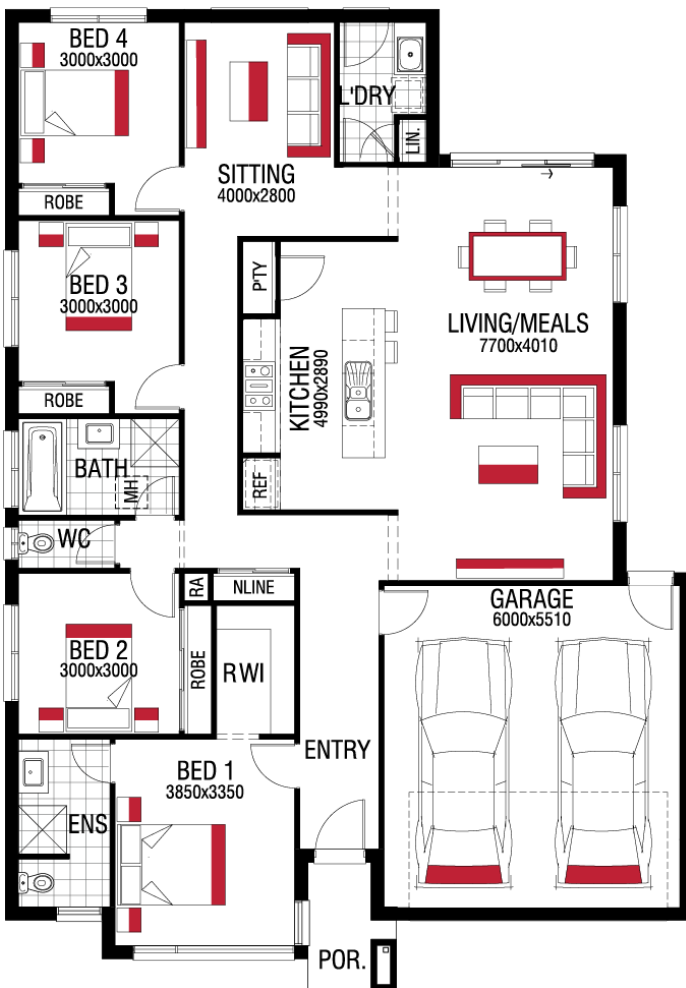 BED 4
3000x3000
L'DRY
LIN.
SITTING
4000x2800
ROBE
BED 3
3000x3000
P'TY
LIVING/MEALS
7700x4010
KITCHEN
4990x2890
ROBE
BATH
MH
REF
WC
RA
NLINE
GARAGE
6000x5510
BED 2
3000x3000
ROBE
RWI
ENTRY
BED 1
3850x3350
ENS
POR.